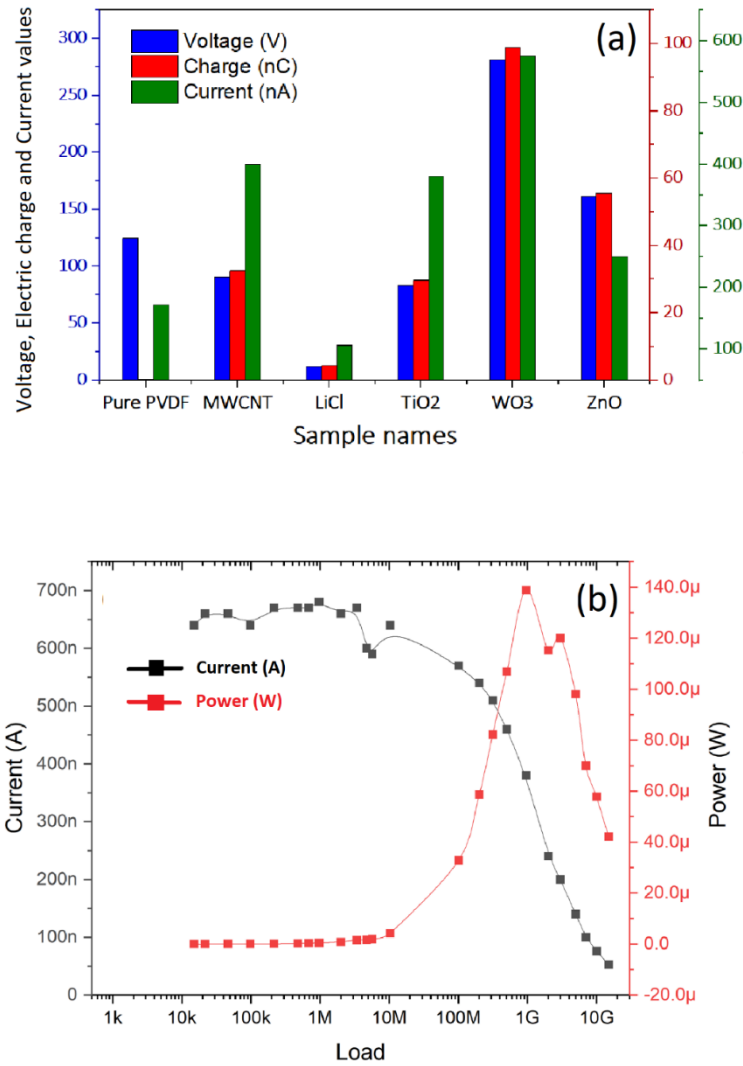 (a)
Voltage (V)
Charge (nC)
Current (nA)
Voltage, Electric charge and Current values
300
250
200
150
100
50
0
100
80
60
40
20
0
600
500
400
300
200
100
Pure PVDF MWCNT LiCl TiO2 WO3 ZnO
Sample names
(b)
Current (A)
Power (W)
Current (A)
700n
600n
500n
400n
300n
200n
100n
0
140.0μ
120.0μ
100.0μ
80.0μ
60.0μ
40.0μ
20.0μ
0.0
-20.0μ
Power (W)
1k 10k 100k 1M 10M 100M 1G 10G
Load